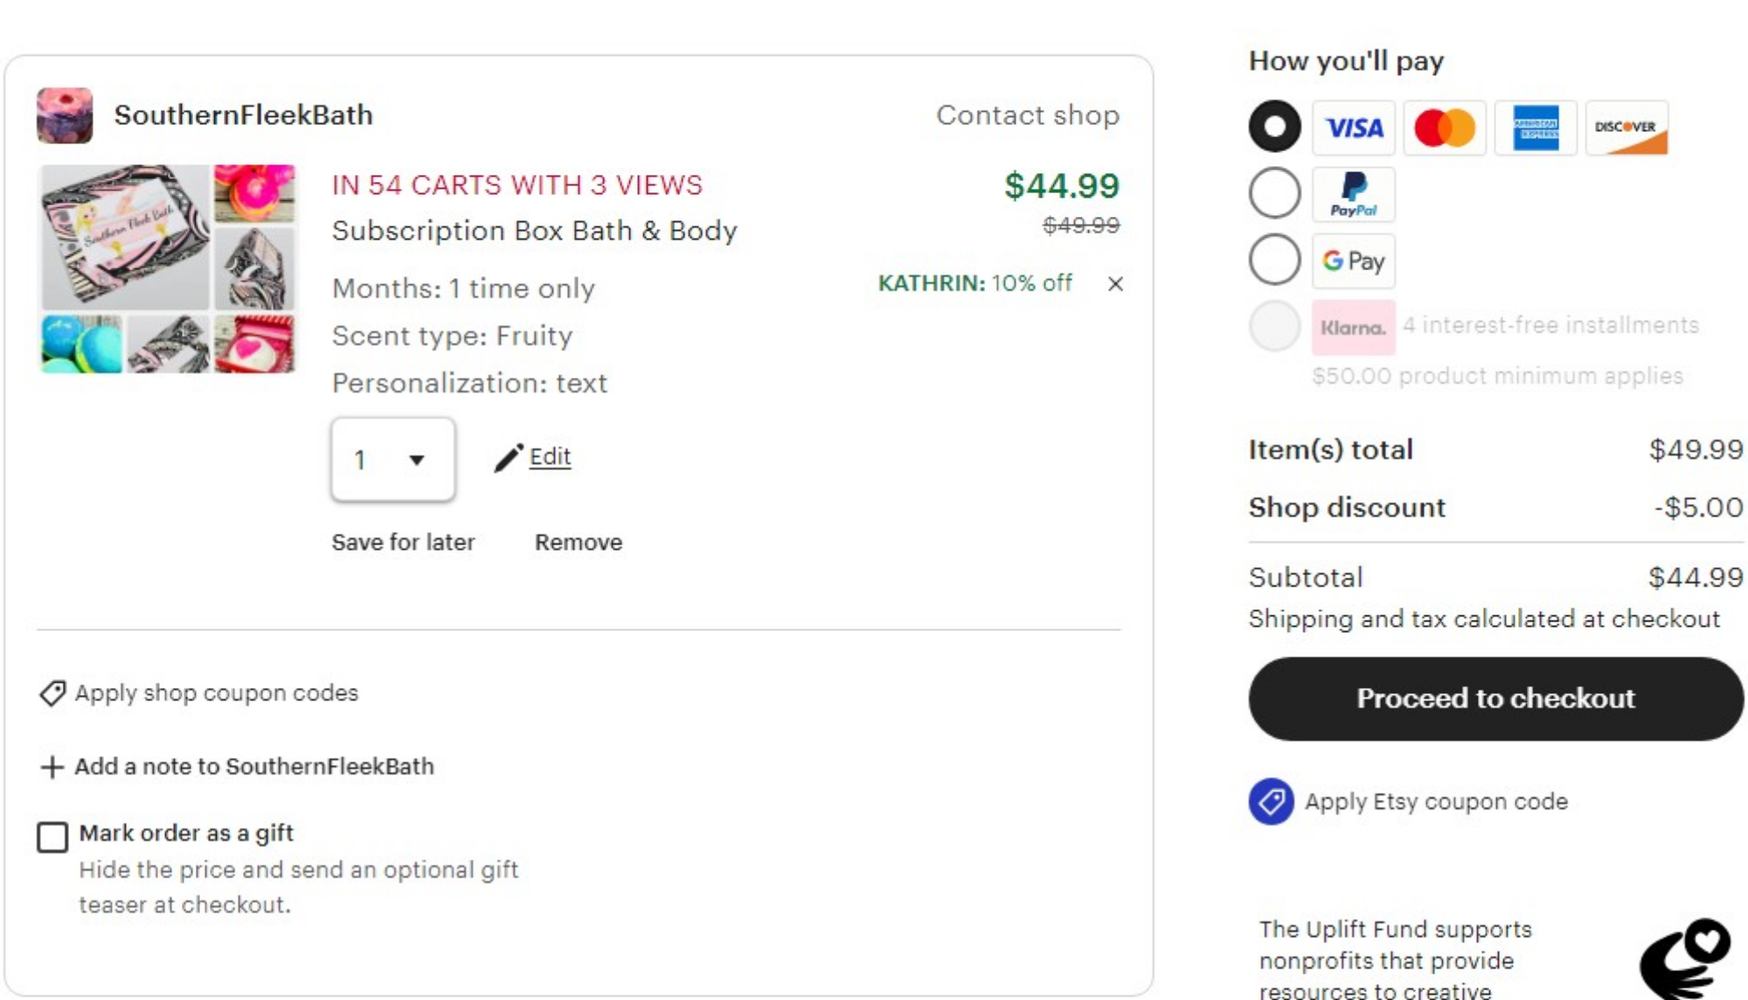 SouthernFleekBath
Contact shop
Southern Fleek Bath
IN 54 CARTS WITH 3 VIEWS
$44.99
Subscription Box Bath & Body
$49.99
Months: 1 time only
KATHRIN: 10% off
Scent type: Fruity
Personalization: text
1
Edit
Save for later
Remove
Apply shop coupon codes
Add a note to SouthernFleekBath
Mark order as a gift
Hide the price and send an optional gift
teaser at checkout.
How you'll pay
VISA
AMERICAN
EXPRESS
DISCOVER
PayPal
G Pay
Klarna. 4 interest-free installments
$50.00 product minimum applies
Item(s) total $49.99
Shop discount -$5.00
Subtotal $44.99
Shipping and tax calculated at checkout
Proceed to checkout
Apply Etsy coupon code
The Uplift Fund supports
nonprofits that provide
resources to creative